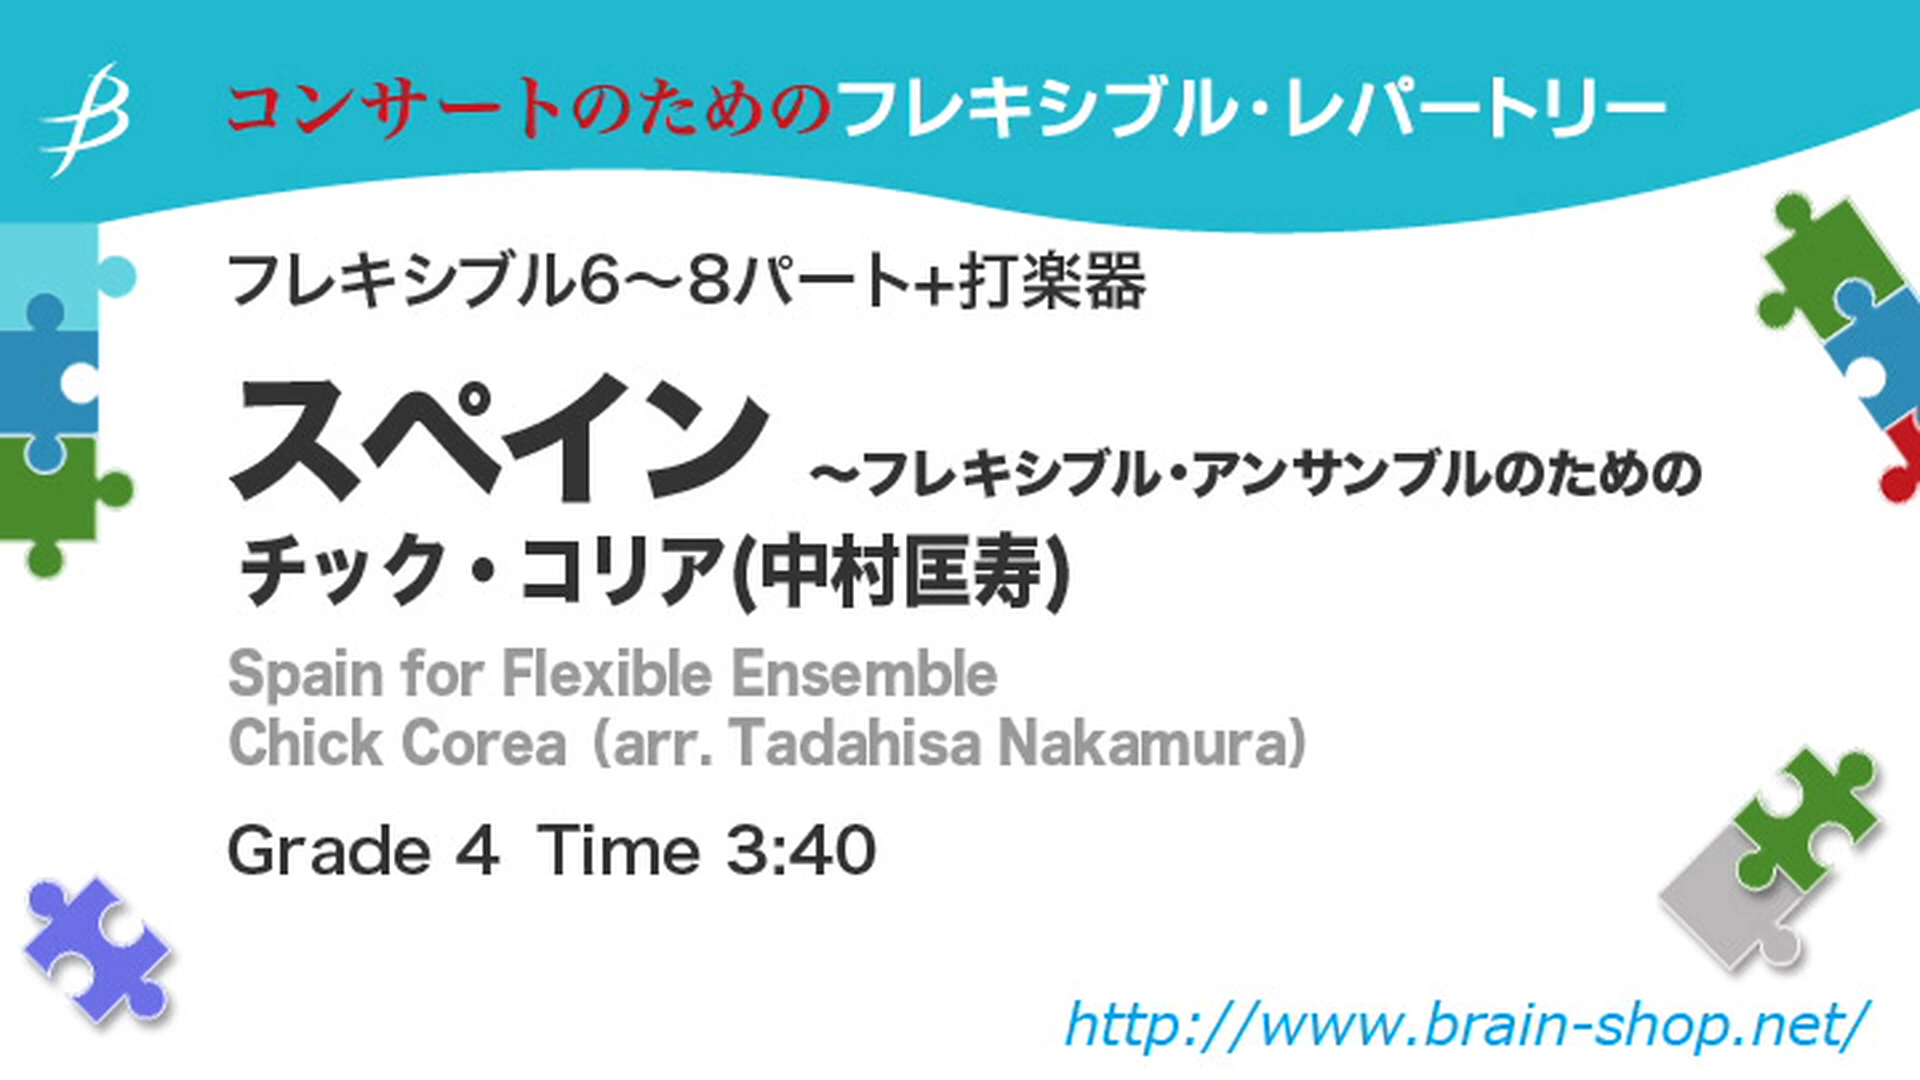 コンサートのためのフレキシブル・レパートリー
フレキシブル6〜8パート+打楽器
スペイン 〜フレキシブル・アンサンブルのための
チック・コリア(中村匡寿)
Spain for Flexible Ensemble
Chick Corea (arr. Tadahisa Nakamura)
Grade 4 Time 3:40
http://www.brain-shop.net/